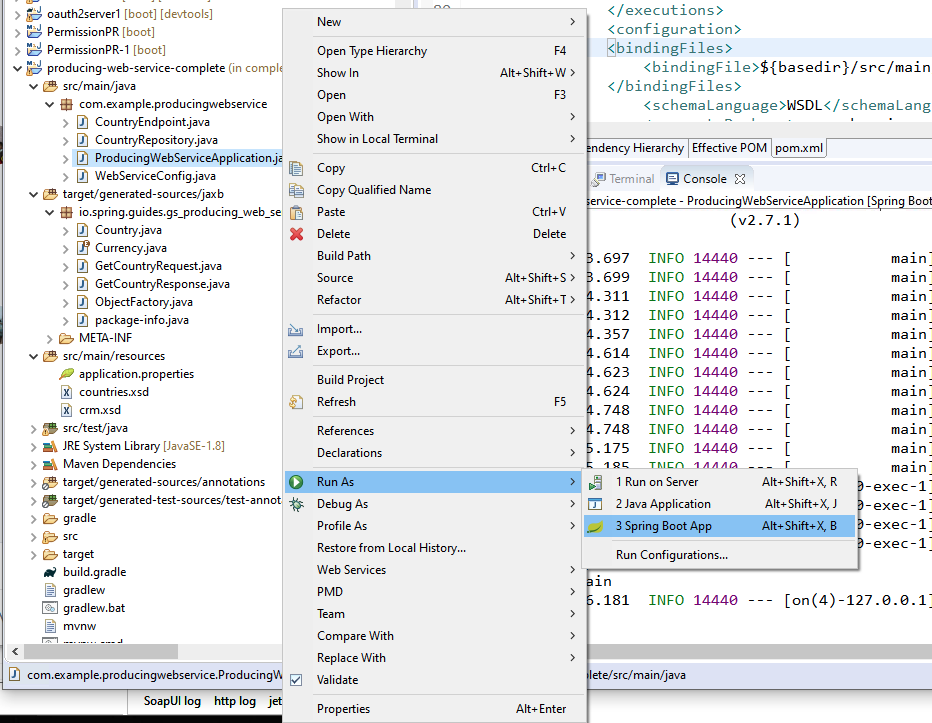 oauth2server1 [boot] [devtools]
PermissionPR [boot]
PermissionPR-1 [boot]
producing-web-service-complete (in comple
src/main/java
com.example.producingwebservice
CountryEndpoint.java
CountryRepository.java
ProducingWebServiceApplication.ja
WebServiceConfig.java
target/generated-sources/jaxb
io.spring.guides.gs_producing_web_se
Country.java
Currency.java
GetCountryRequest.java
GetCountryResponse.java
ObjectFactory.java
package-info.java
META-INF
src/main/resources
application.properties
countries.xsd
crm.xsd
src/test/java
JRE System Library [JavaSE-1.8]
Maven Dependencies
target/generated-sources/annotations
target/generated-test-sources/test-annot
gradle
src
target
build.gradle
gradlew
gradlew.bat
mvnw
com.example.producingwebservice.ProducingW
SoapUI log http log jet
New
Open Type Hierarchy F4
Show In Alt+Shift+W
Open F3
Open With
Show in Local Terminal
Copy Ctrl+C
Copy Qualified Name
Paste Ctrl+V
Delete Delete
Build Path
Source Alt+Shift+S
Refactor Alt+Shift+T
Import...
Export...
Build Project
Refresh F5
References
Declarations
Run As
Debug As
Profile As
Restore from Local History...
Web Services
PMD
Team
Compare With
Replace With
Validate
Properties Alt+Enter
1 Run on Server Alt+Shift+X, R
2 Java Application Alt+Shift+X, J
3 Spring Boot App Alt+Shift+X, B
Run Configurations...
</executions>
<configuration>
<bindingFiles>
<bindingFile>${basedir}/src/main
</bindingFiles>
<schemaLanguage>WSDL</schemaLang
endency Hierarchy Effective POM pom.xml
Terminal Console
service-complete - ProducingWebServiceApplication [Spring Boot
(v2.7.1)
3.697 INFO 14440 --- [ main]
3.699 INFO 14440 --- [ main]
4.311 INFO 14440 --- [ main]
4.312 INFO 14440 --- [ main]
4.357 INFO 14440 --- [ main]
4.614 INFO 14440 --- [ main]
4.623 INFO 14440 --- [ main]
4.624 INFO 14440 --- [ main]
4.748 INFO 14440 --- [ main]
4.748 INFO 14440 --- [ main]
5.175 INFO 14440 --- [ main]
5.185 INFO 14440 --- [ main]
0-exec-1]
0-exec-1]
0-exec-1]
0-exec-1]
ain
6.181 INFO 14440 --- [on(4)-127.0.0.1]
lete/src/main/java